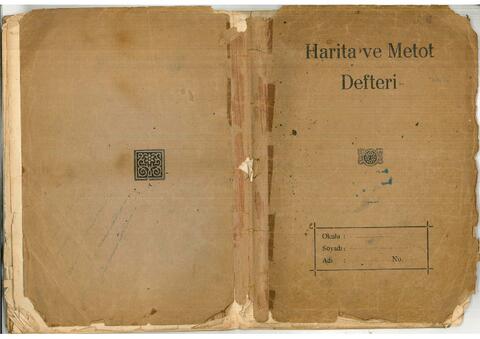 Harita ve Metot
Defteri
Okulu :
Soyadı :
Adı : No.